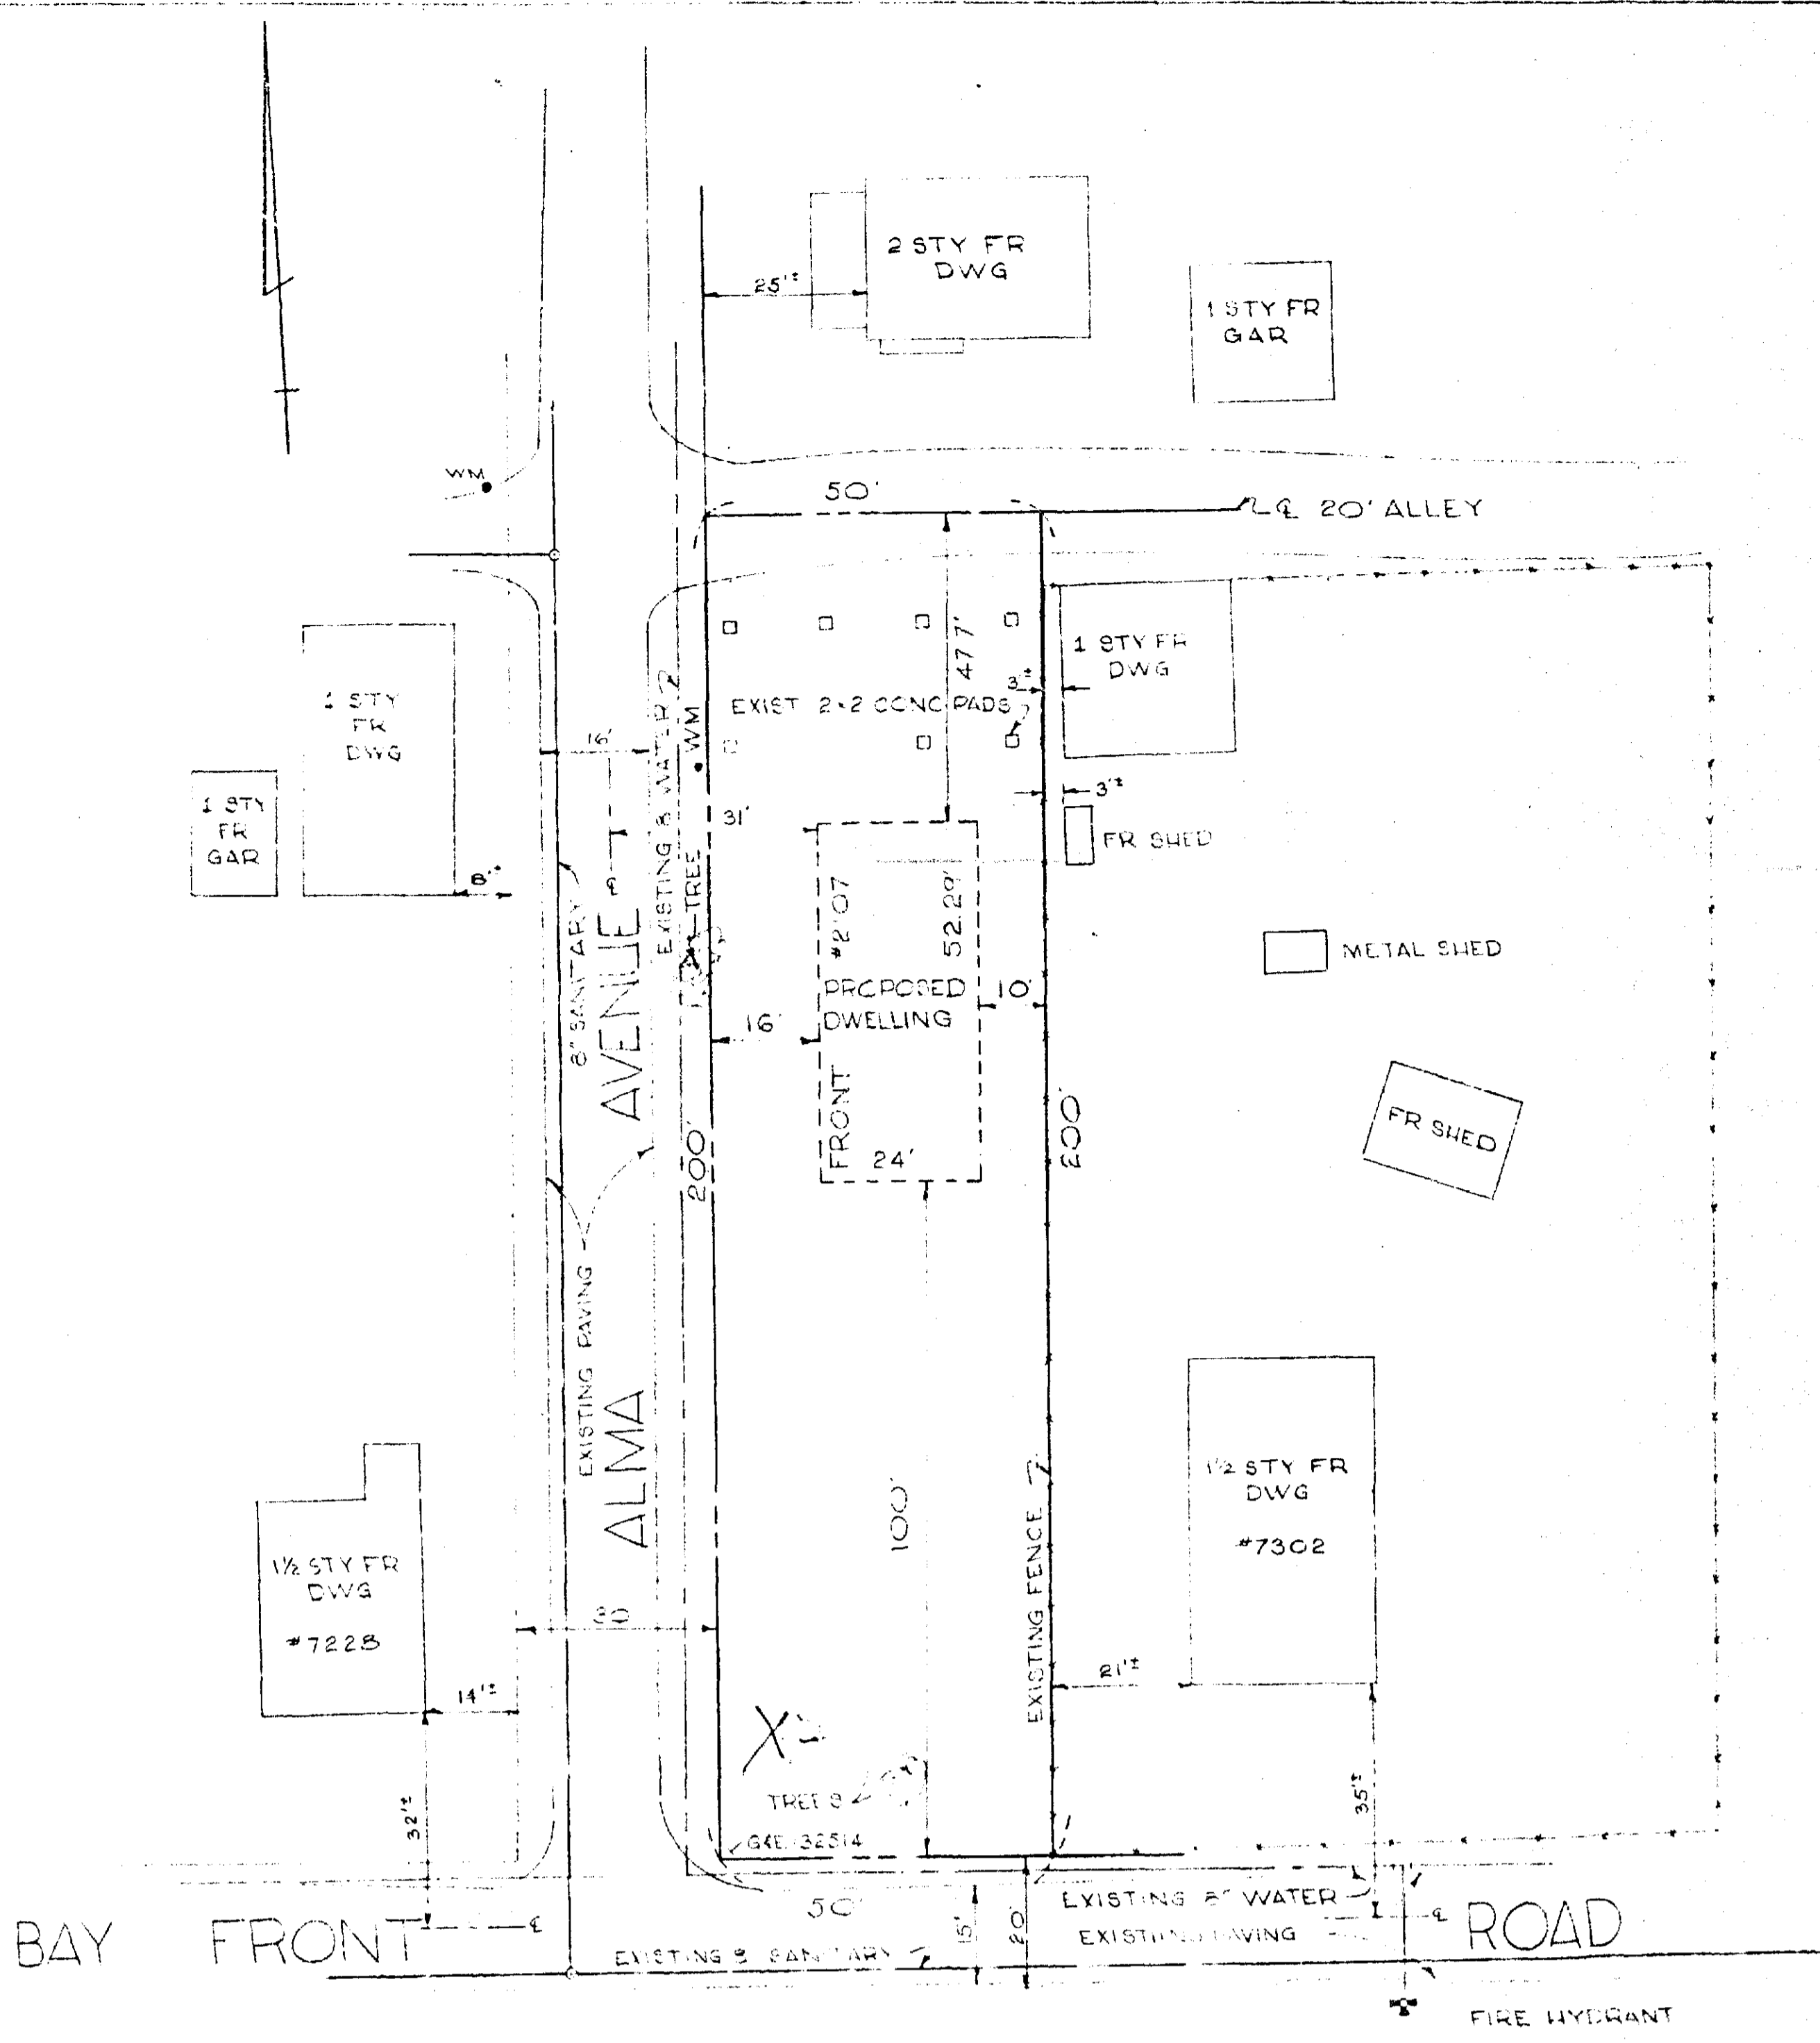 2 STY FR
DWG
25'±
1 STY FR
GAR
WM
50'
℄ 20' ALLEY
1 STY FR
DWG
47.7'
3'±
EXIST 2×2 CONC PADS
WM
1 STY
FR
DWG
16'
EXISTING 8" WATER
31'
3'±
FR SHED
1 STY
FR
GAR
8'±
TREE
52.29'
METAL SHED
8" SANITARY
PROPOSED
DWELLING
10'
16'
FRONT
24'
200'
200'
FR SHED
EXISTING PAVING
ALMA AVENUE
100'
EXISTING FENCE
1½ STY FR
DWG
#7302
1½ STY FR
DWG
#7228
30
14'±
21'±
32'±
35'±
TREES
G&E 132514
50'
15'
20'
EXISTING 8" WATER
EXISTING PAVING
℄
℄
BAY FRONT ROAD
EXISTING 8" SANITARY
FIRE HYDRANT